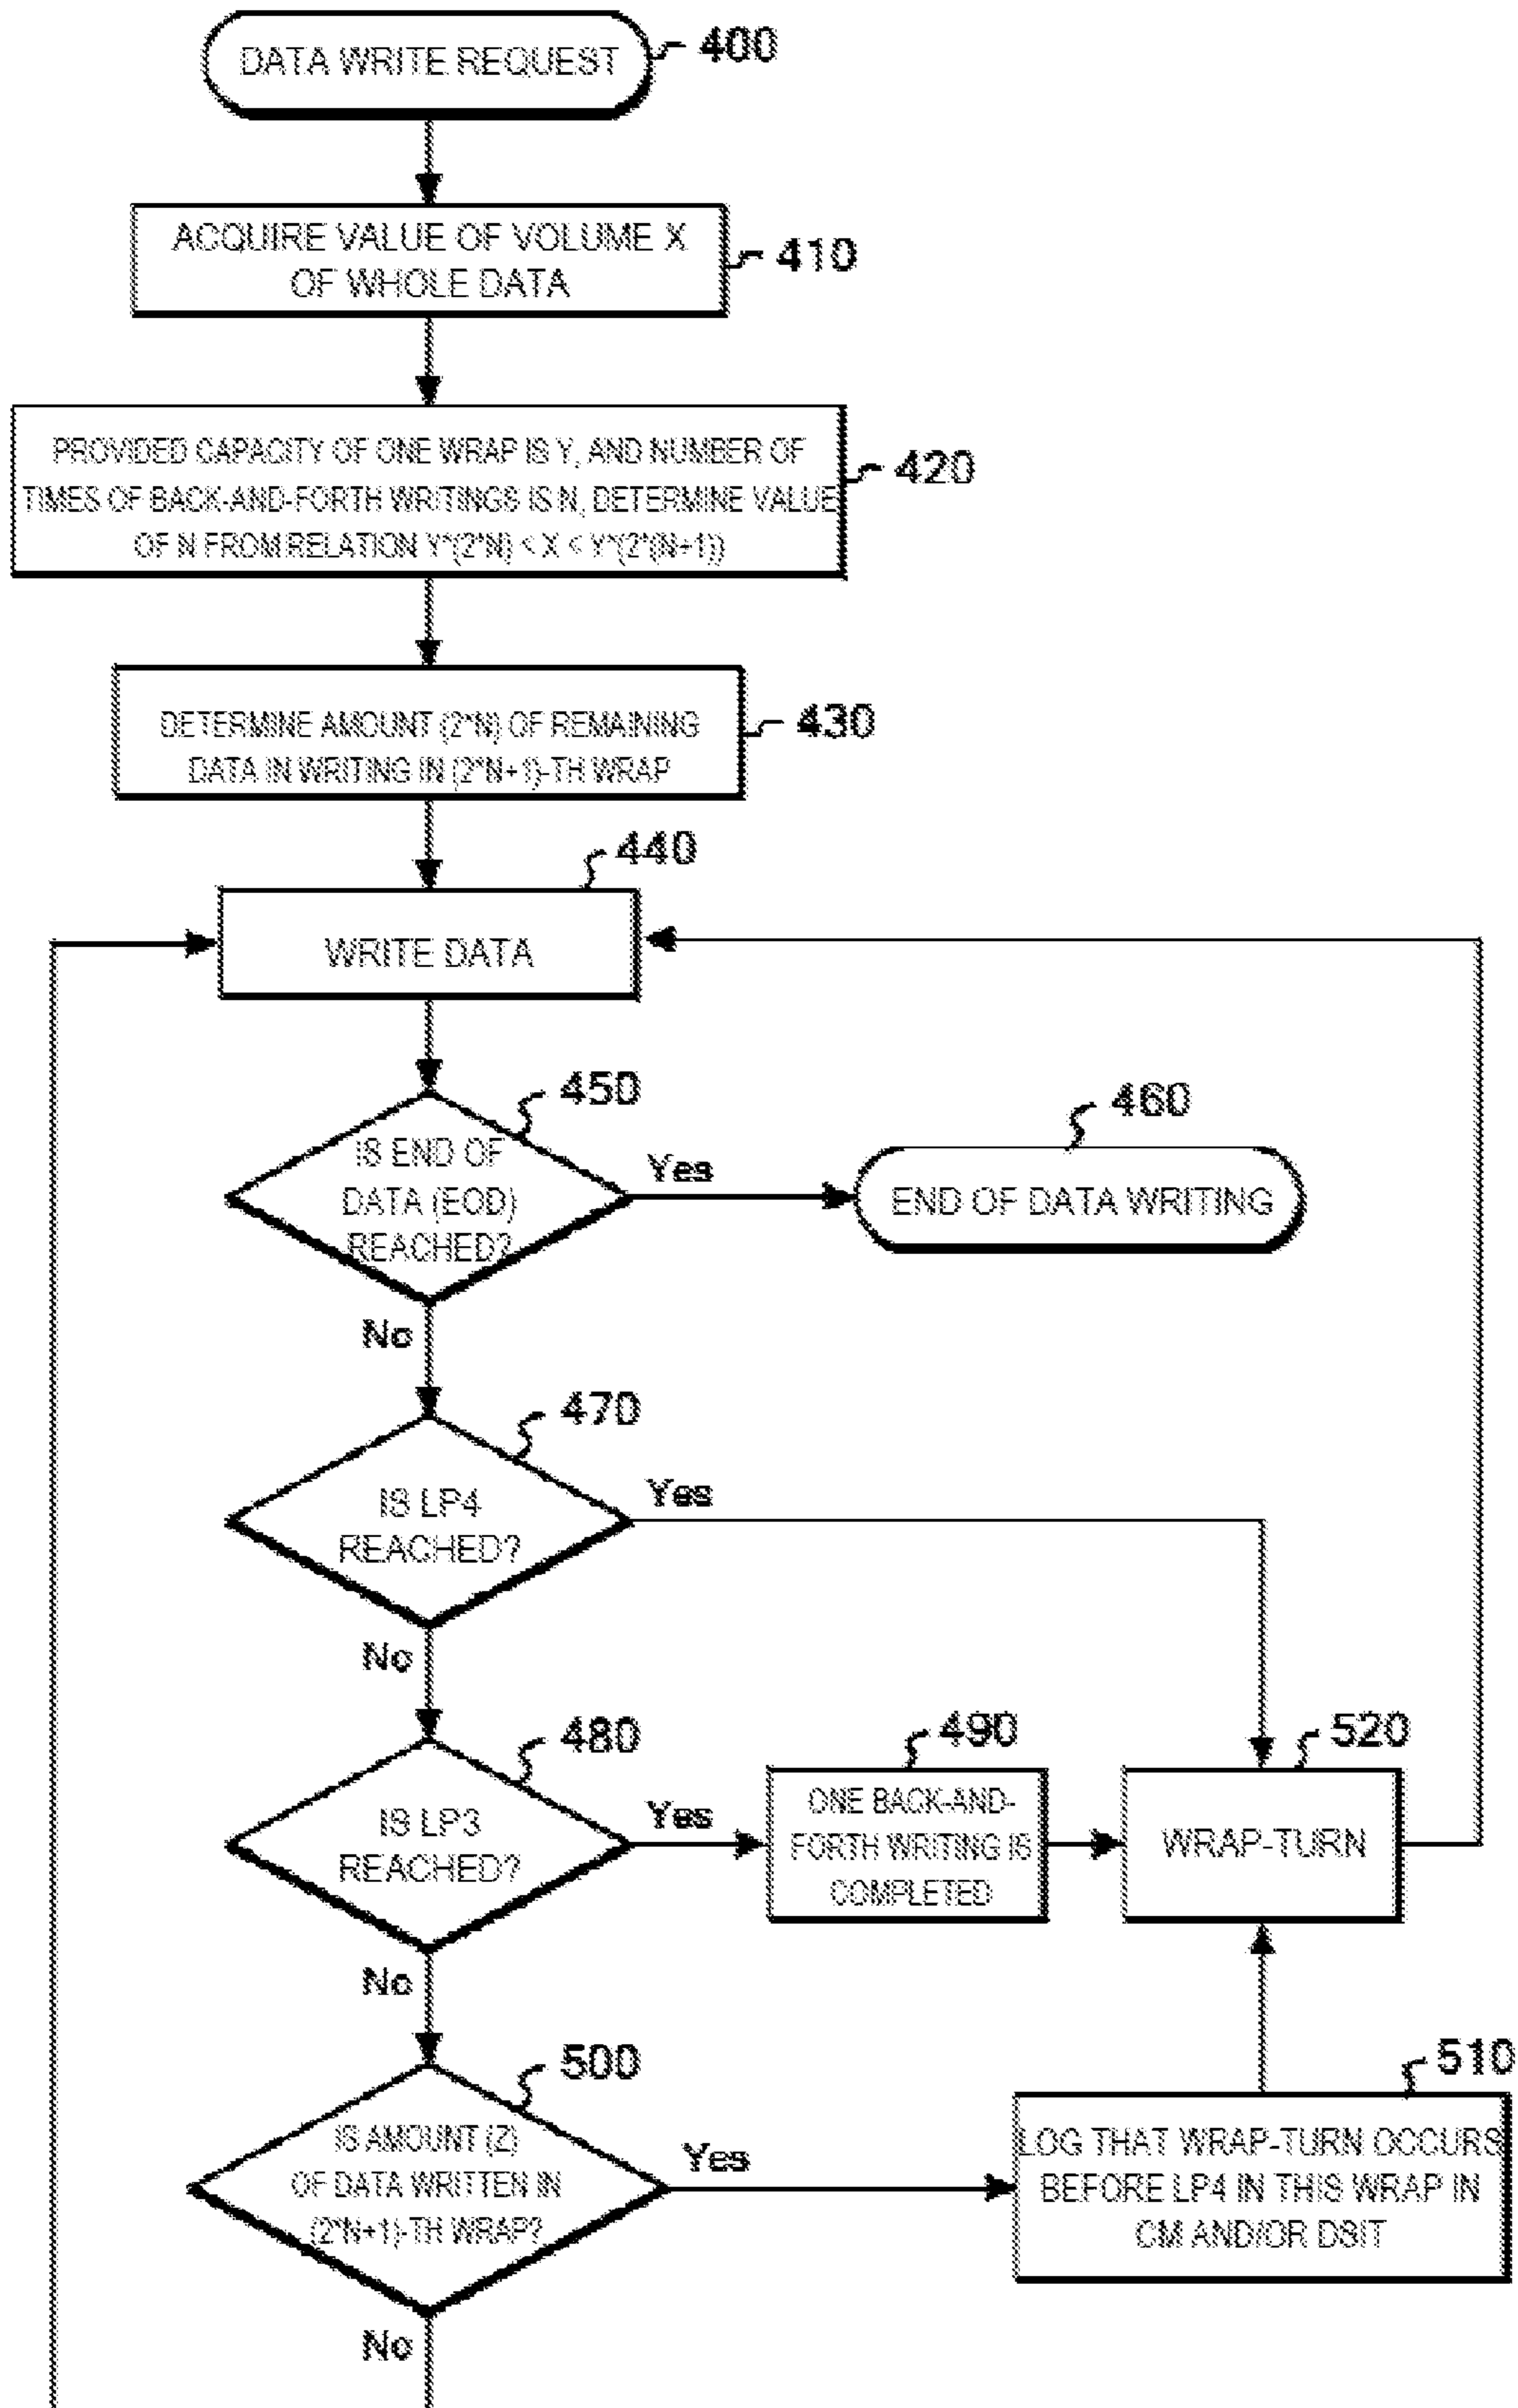 DATA WRITE REQUEST
400
ACQUIRE VALUE OF VOLUME X
OF WHOLE DATA
410
PROVIDED CAPACITY OF ONE WRAP IS Y, AND NUMBER OF
TIMES OF BACK-AND-FORTH WRITINGS IS N, DETERMINE VALUE
OF N FROM RELATION Y*(2*N) < X < Y*(2*(N+1))
420
DETERMINE AMOUNT (2*N) OF REMAINING
DATA IN WRITING IN (2*N+1)-TH WRAP
430
440
WRITE DATA
450
IS END OF
DATA (EOD)
REACHED?
Yes
460
END OF DATA WRITING
No
470
IS LP4
REACHED?
Yes
No
480
IS LP3
REACHED?
Yes
490
ONE BACK-AND-
FORTH WRITING IS
COMPLETED
520
WRAP-TURN
No
500
IS AMOUNT (Z)
OF DATA WRITTEN IN
(2*N+1)-TH WRAP?
Yes
510
LOG THAT WRAP-TURN OCCURS
BEFORE LP4 IN THIS WRAP IN
CM AND/OR DSIT
No